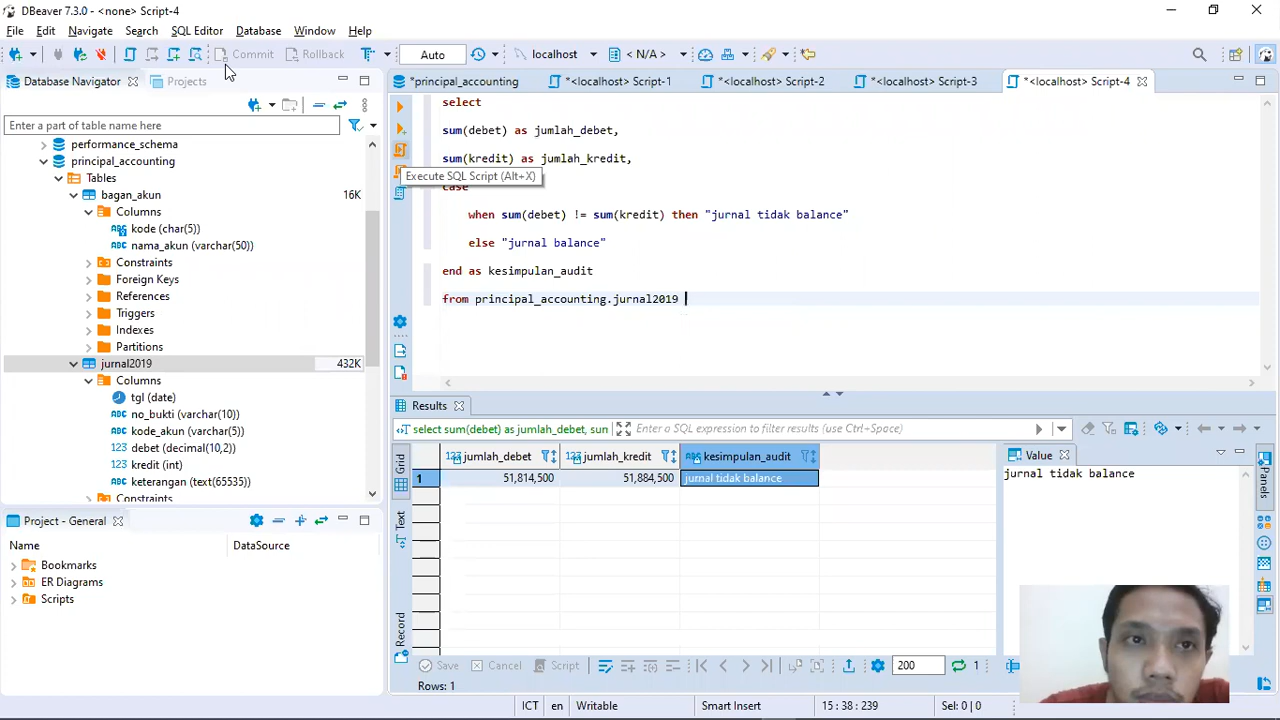 DBeaver 7.3.0 - <none> Script-4
File Edit Navigate Search SQL Editor Database Window Help
Commit Rollback Auto localhost < N/A >
Database Navigator Projects
*principal_accounting *<localhost> Script-1 *<localhost> Script-2 *<localhost> Script-3 *<localhost> Script-4
Enter a part of table name here
performance_schema
principal_accounting
Tables
bagan_akun 16K
Columns
kode (char(5))
nama_akun (varchar(50))
Constraints
Foreign Keys
References
Triggers
Indexes
Partitions
jurnal2019 432K
Columns
tgl (date)
no_bukti (varchar(10))
kode_akun (varchar(5))
debet (decimal(10,2))
kredit (int)
keterangan (text(65535))
Constraints
Project - General
Name DataSource
Bookmarks
ER Diagrams
Scripts
select
sum(debet) as jumlah_debet,
sum(kredit) as jumlah_kredit,
Execute SQL Script (Alt+X)
case
when sum(debet) != sum(kredit) then "jurnal tidak balance"
else "jurnal balance"
end as kesimpulan_audit
from principal_accounting.jurnal2019
Results
select sum(debet) as jumlah_debet, sum Enter a SQL expression to filter results (use Ctrl+Space)
Grid
Text
Record
123 jumlah_debet 123 jumlah_kredit ABC kesimpulan_audit
1 51,814,500 51,884,500 jurnal tidak balance
Value
jurnal tidak balance
Panels
Save Cancel Script 200 1
Rows: 1
ICT en Writable Smart Insert 15 : 38 : 239 Sel: 0 | 0